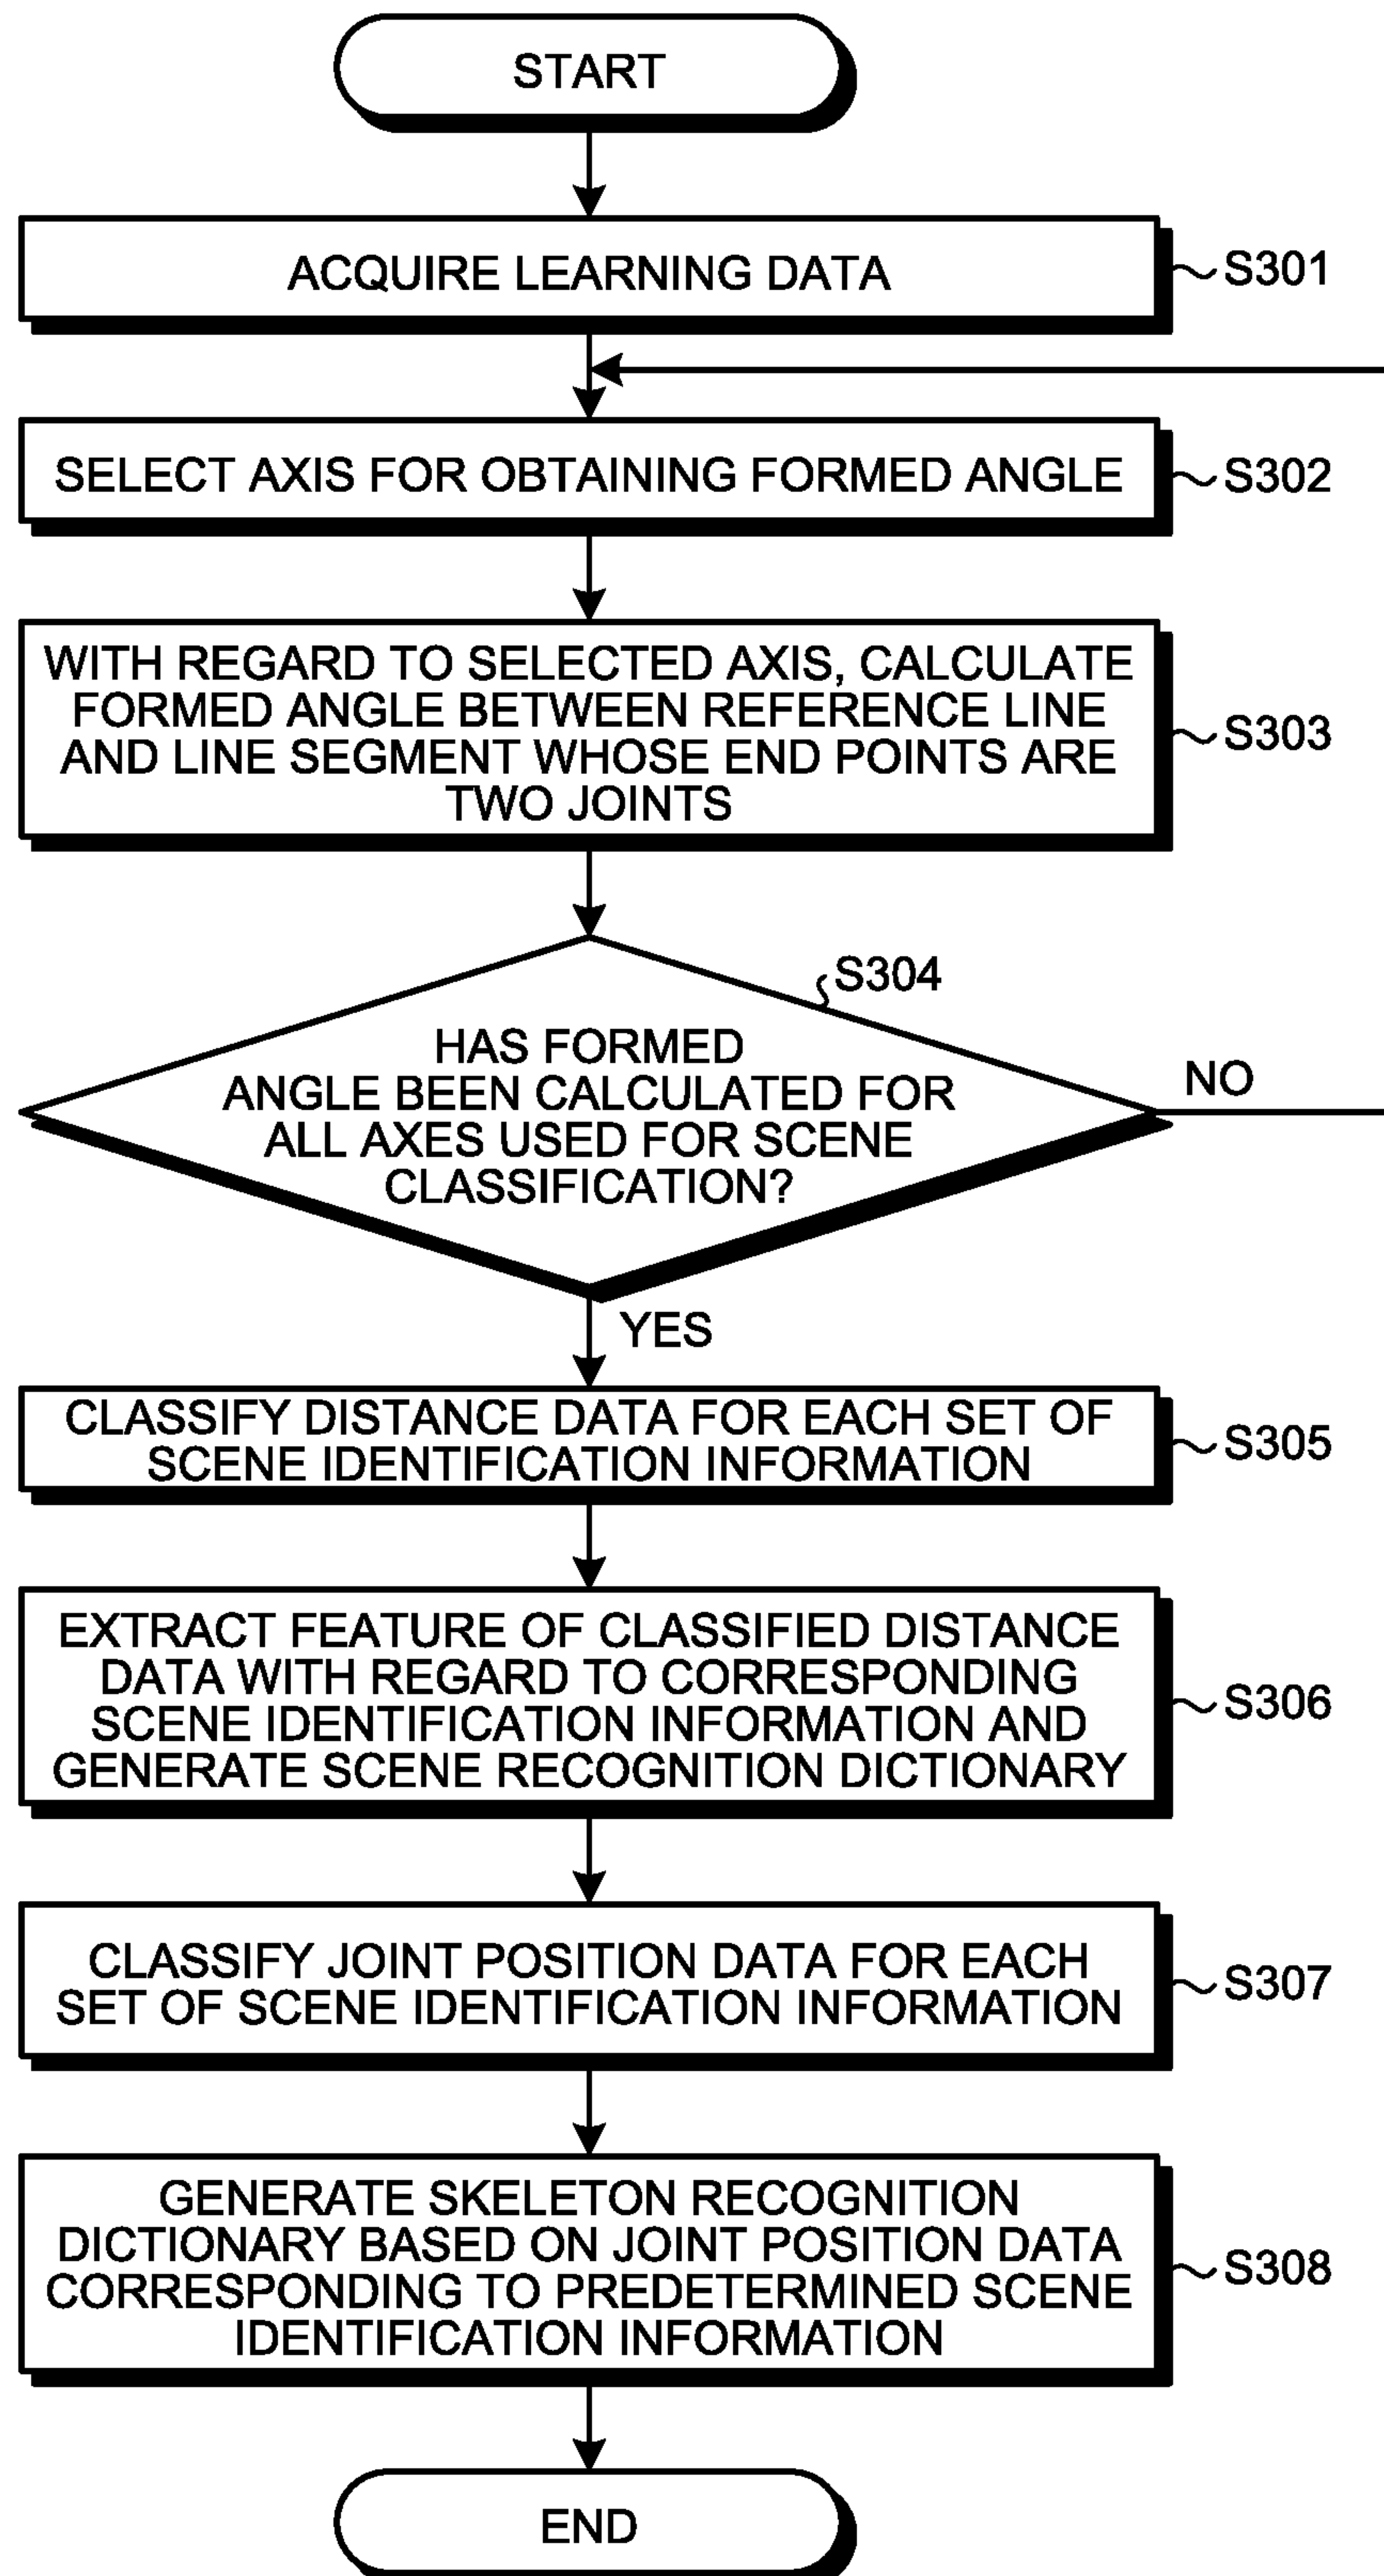 START
ACQUIRE LEARNING DATA
S301
SELECT AXIS FOR OBTAINING FORMED ANGLE
S302
WITH REGARD TO SELECTED AXIS, CALCULATE
FORMED ANGLE BETWEEN REFERENCE LINE
AND LINE SEGMENT WHOSE END POINTS ARE
TWO JOINTS
S303
S304
HAS FORMED
ANGLE BEEN CALCULATED FOR
ALL AXES USED FOR SCENE
CLASSIFICATION?
NO
YES
CLASSIFY DISTANCE DATA FOR EACH SET OF
SCENE IDENTIFICATION INFORMATION
S305
EXTRACT FEATURE OF CLASSIFIED DISTANCE
DATA WITH REGARD TO CORRESPONDING
SCENE IDENTIFICATION INFORMATION AND
GENERATE SCENE RECOGNITION DICTIONARY
S306
CLASSIFY JOINT POSITION DATA FOR EACH
SET OF SCENE IDENTIFICATION INFORMATION
S307
GENERATE SKELETON RECOGNITION
DICTIONARY BASED ON JOINT POSITION DATA
CORRESPONDING TO PREDETERMINED SCENE
IDENTIFICATION INFORMATION
S308
END